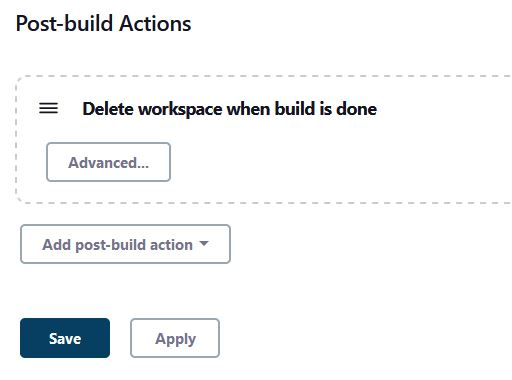 Post-build Actions
Delete workspace when build is done
Advanced...
Add post-build action
Save
Apply